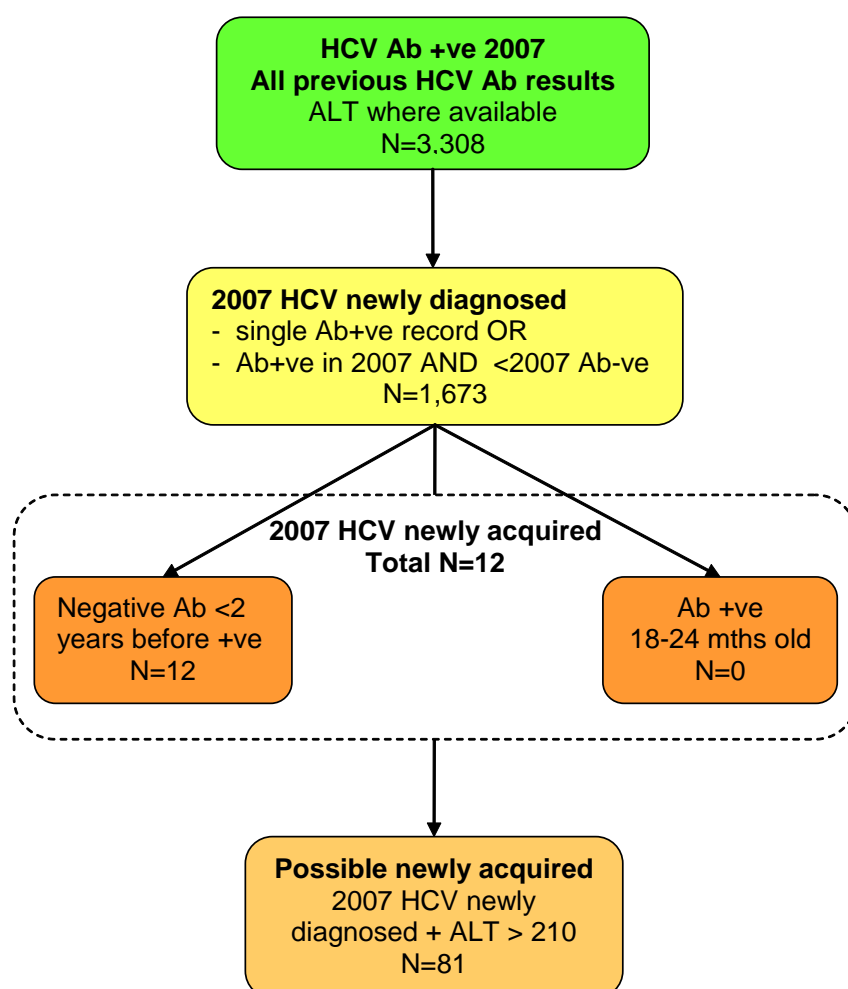 HCV Ab +ve 2007
All previous HCV Ab results
ALT where available
N=3,308
2007 HCV newly diagnosed
- single Ab+ve record OR
- Ab+ve in 2007 AND <2007 Ab-ve
N=1,673
2007 HCV newly acquired
Total N=12
Negative Ab <2
years before +ve
N=12
Ab +ve
18-24 mths old
N=0
Possible newly acquired
2007 HCV newly
diagnosed + ALT > 210
N=81